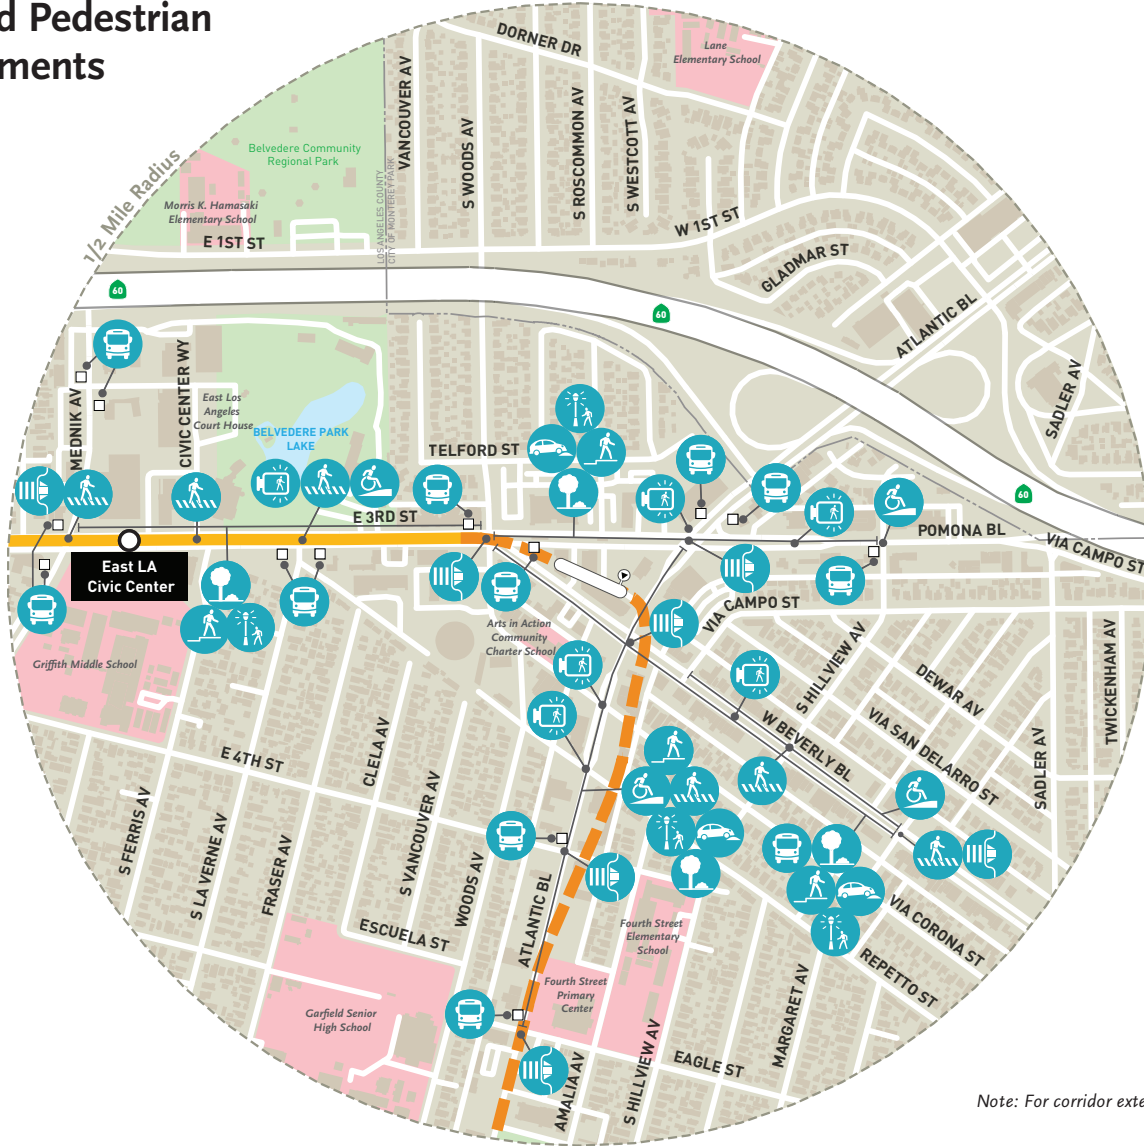 d Pedestrian
ments
1/2 Mile Radius
DORNER DR
Lane
Elementary School
VANCOUVER AV
S WOODS AV
S ROSCOMMON AV
S WESTCOTT AV
Belvedere Community
Regional Park
LOS ANGELES COUNTY
CITY OF MONTEREY PARK
Morris K. Hamasaki
Elementary School
E 1ST ST
W 1ST ST
GLADMAR ST
ATLANTIC BL
60
60
60
SADLER AV
MEDNIK AV
CIVIC CENTER WY
East Los
Angeles
Court House
BELVEDERE PARK
LAKE
TELFORD ST
E 3RD ST
POMONA BL
VIA CAMPO ST
East LA
Civic Center
VIA CAMPO ST
Arts in Action
Community
Charter School
Griffith Middle School
S HILLVIEW AV
DEWAR AV
TWICKENHAM AV
VIA SAN DELARRO ST
W BEVERLY BL
SADLER AV
E 4TH ST
CLELA AV
S FERRIS AV
S LA VERNE AV
FRASER AV
S VANCOUVER AV
WOODS AV
ESCUELA ST
ATLANTIC BL
Fourth Street
Elementary
School
VIA CORONA ST
REPETTO ST
Fourth Street
Primary
Center
Garfield Senior
High School
MARGARET AV
S HILLVIEW AV
EAGLE ST
AMALIA AV
Note: For corridor exte